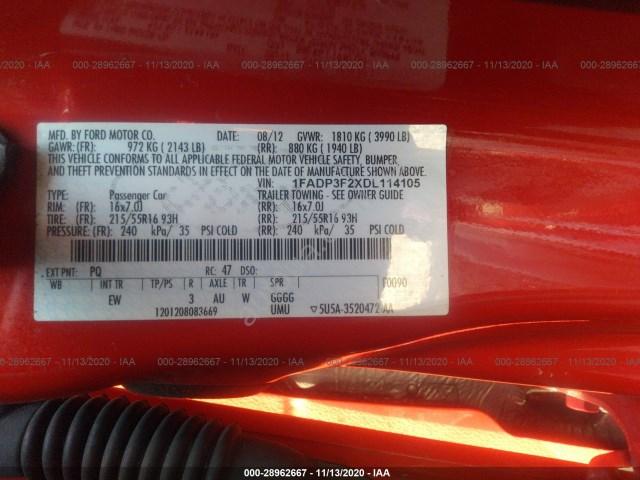 000-28962667 - 11/13/2020 - IAA
MFD. BY FORD MOTOR CO. DATE: 08/12 GVWR: 1810 KG ( 3990 LB)
GAWR: (FR): 972 KG ( 2143 LB) (RR): 880 KG ( 1940 LB)
THIS VEHICLE CONFORMS TO ALL APPLICABLE FEDERAL MOTOR VEHICLE SAFETY, BUMPER,
AND THEFT PREVENTION STANDARDS IN EFFECT ON THE DATE OF MANUFACTURE SHOWN ABOVE.
VIN: 1FADP3F2XDL114105
TYPE: Passenger Car TRAILER TOWING - SEE OWNER GUIDE
RIM: (FR) 16x7.0J (RR): 16x7.0J
TIRE: (FR) 215/55R16 93H (RR): 215/55R16 93H
PRESSURE: (FR) 240 kPa/ 35 PSI COLD (RR): 240 kPa/ 35 PSI COLD
EXT PNT: PQ RC: 47 DSO: F0090
WB INT TR TP/PS R AXLE TR SPR
EW 3 AU W GGGG
1201208083669 UMU 5U5A-3520472 AA
000-28962667 - 11/13/2020 - IAA